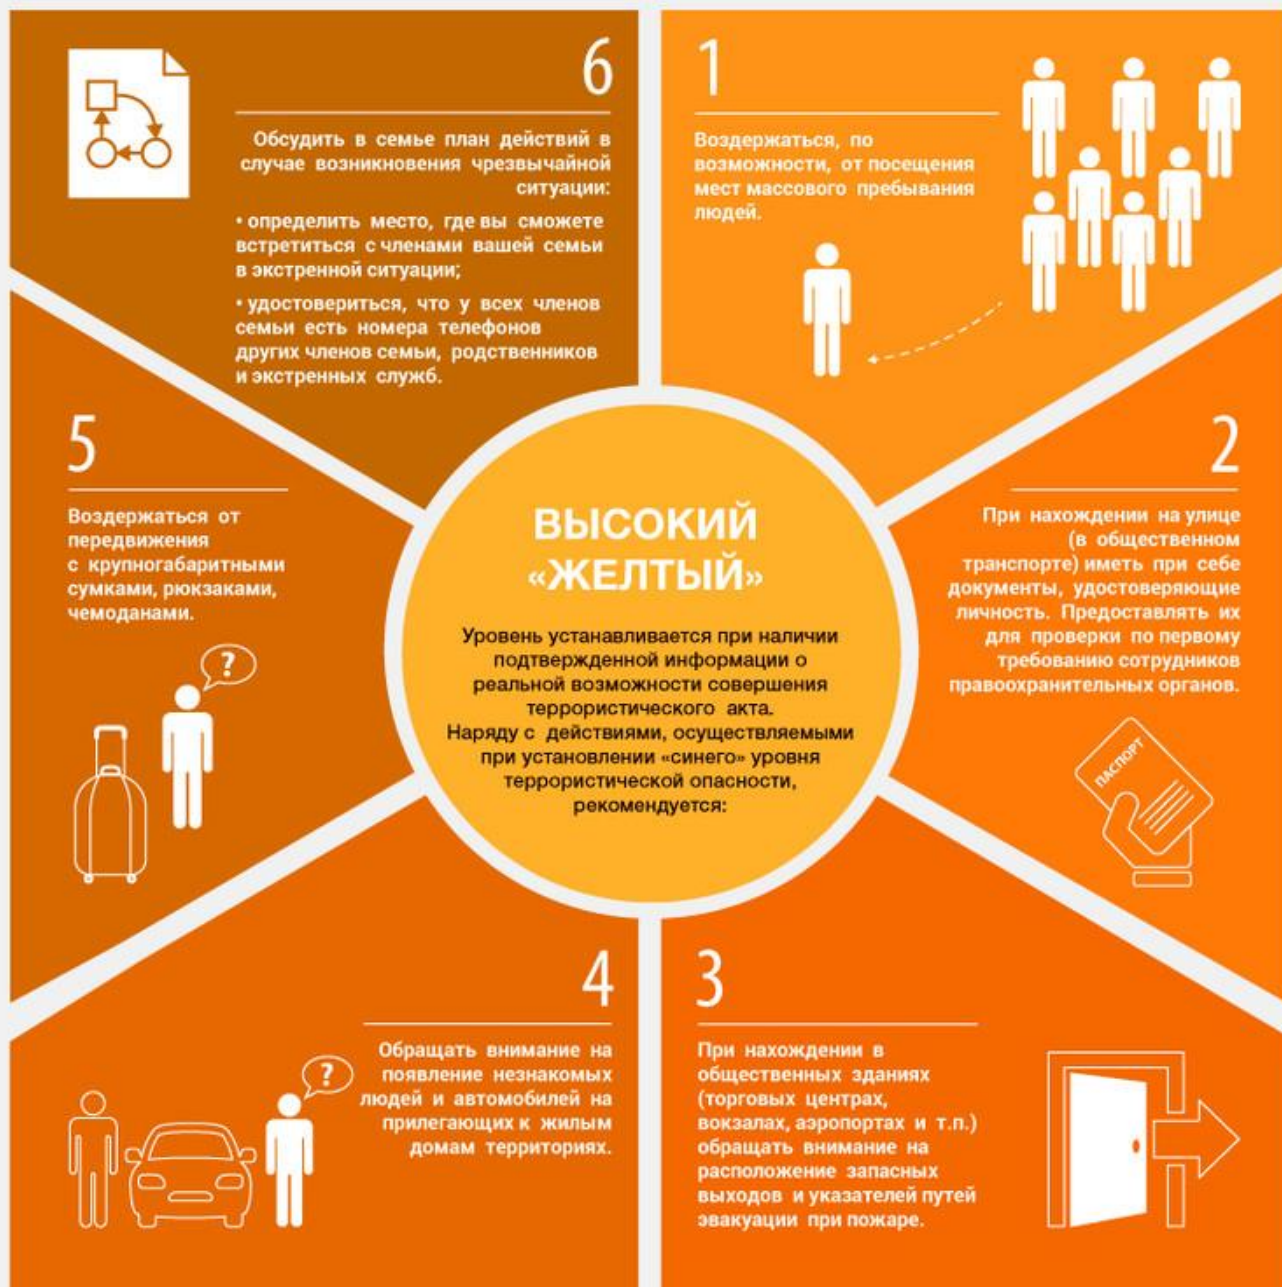 ВЫСОКИЙ
«ЖЕЛТЫЙ»
Уровень устанавливается при наличии
подтвержденной информации о
реальной возможности совершения
террористического акта.
Наряду с действиями, осуществляемыми
при установлении «синего» уровня
террористической опасности,
рекомендуется:
1
Воздержаться, по
возможности, от посещения
мест массового пребывания
людей.
2
При нахождении на улице
(в общественном
транспорте) иметь при себе
документы, удостоверяющие
личность. Предоставлять их
для проверки по первому
требованию сотрудников
правоохранительных органов.
ПАСПОРТ
3
При нахождении в
общественных зданиях
(торговых центрах,
вокзалах, аэропортах и т.п.)
обращать внимание на
расположение запасных
выходов и указателей путей
эвакуации при пожаре.
4
Обращать внимание на
появление незнакомых
людей и автомобилей на
прилегающих к жилым
домам территориях.
?
5
Воздержаться от
передвижения
с крупногабаритными
сумками, рюкзаками,
чемоданами.
?
6
Обсудить в семье план действий в
случае возникновения чрезвычайной
ситуации:
• определить место, где вы сможете
встретиться с членами вашей семьи
в экстренной ситуации;
• удостовериться, что у всех членов
семьи есть номера телефонов
других членов семьи, родственников
и экстренных служб.